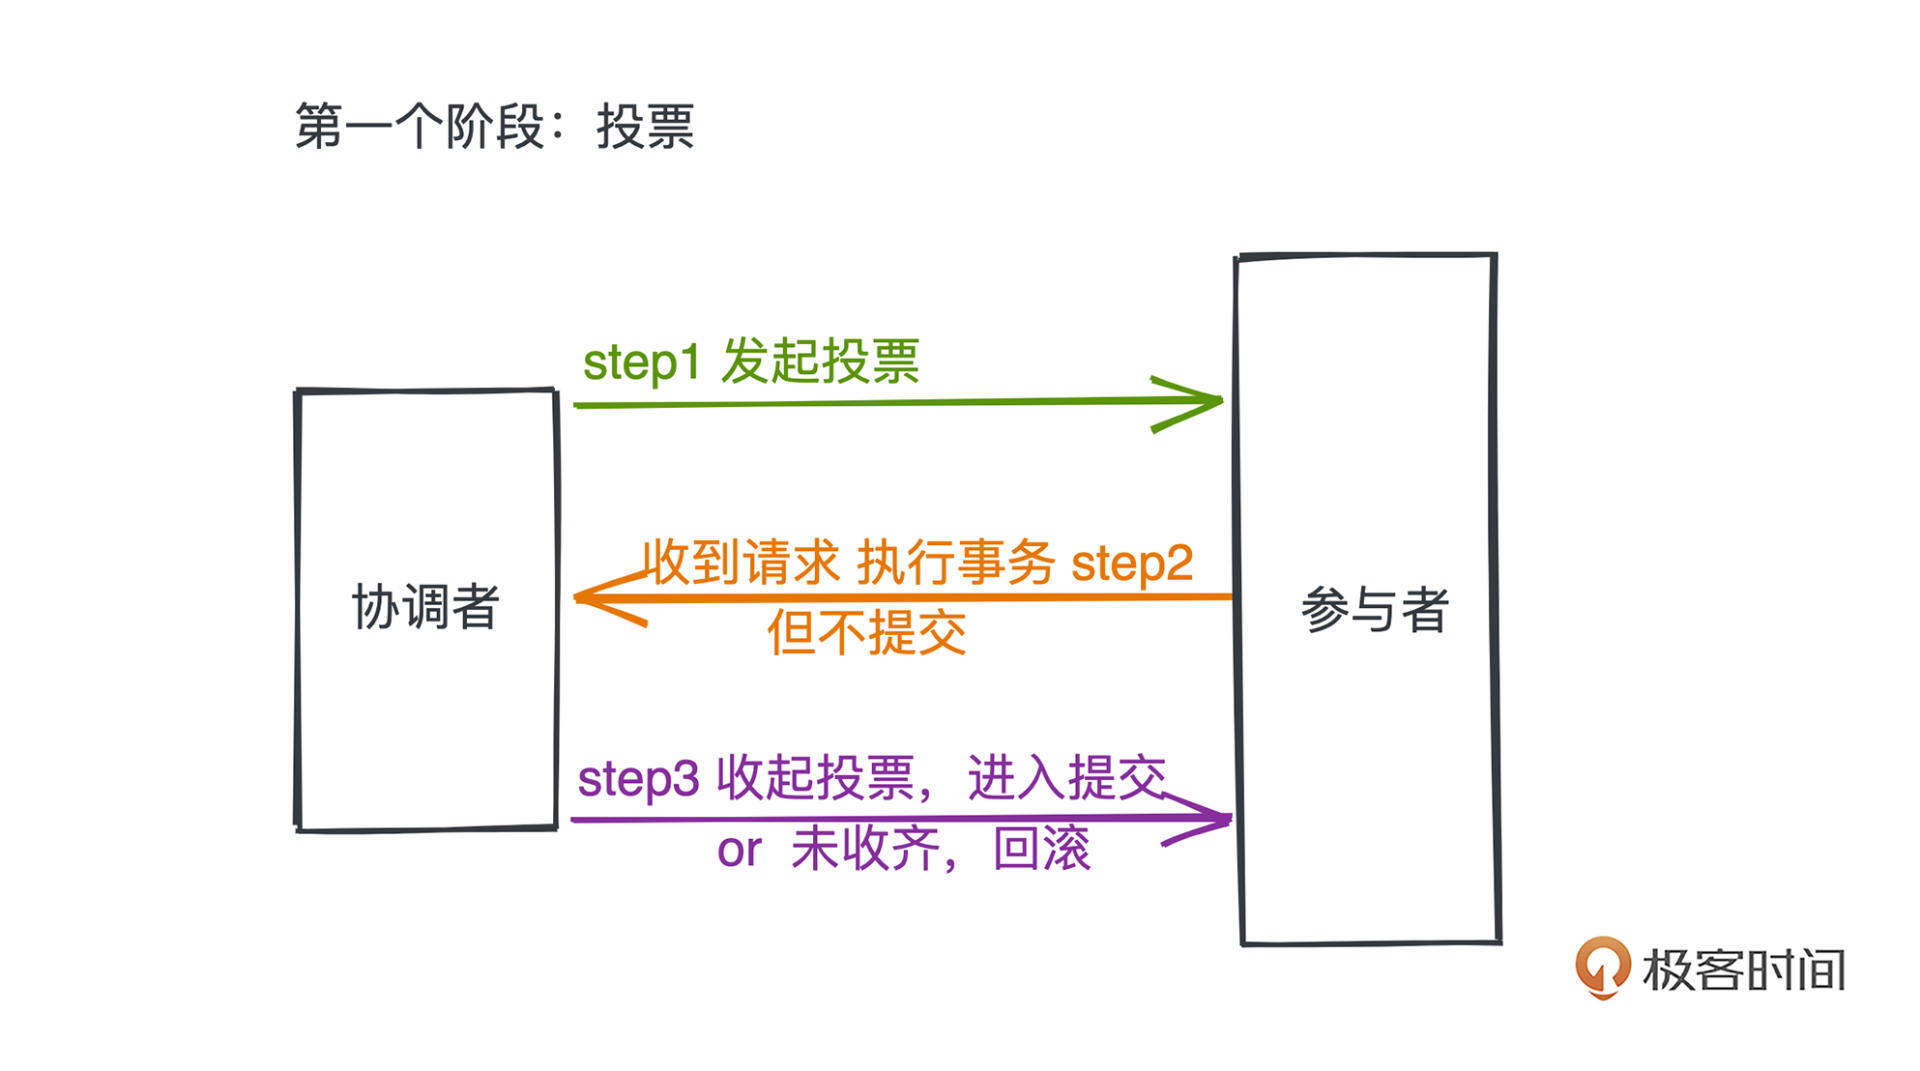 第一个阶段：投票
step1 发起投票
收到请求 执行事务 step2
但不提交
协调者
参与者
step3 收起投票，进入提交
or 未收齐，回滚
极客时间